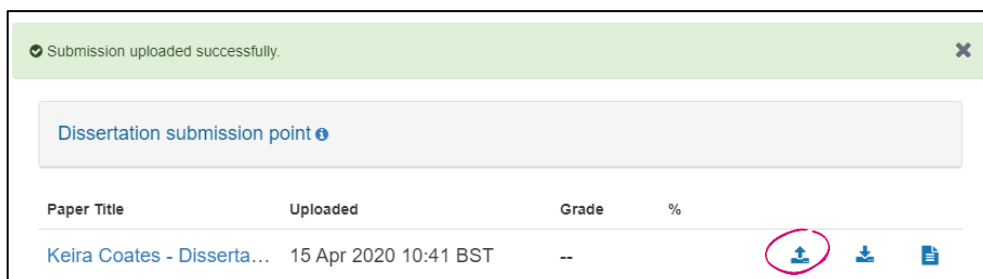 Submission uploaded successfully.
Dissertation submission point
Paper Title Uploaded Grade %
Keira Coates - Disserta... 15 Apr 2020 10:41 BST --